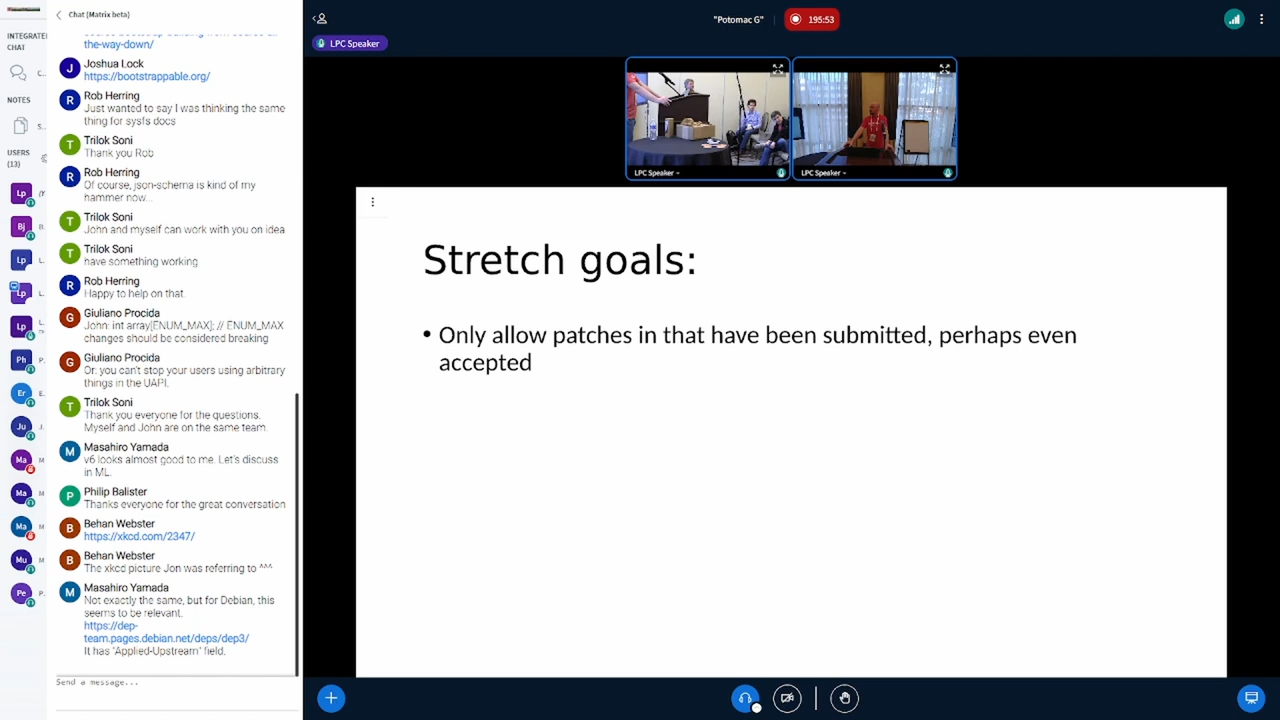 Chat (Matrix beta)
INTEGRATE
CHAT
C...
NOTES
S...
USERS
(13)
the-way-down/
Joshua Lock
https://bootstrappable.org/
Rob Herring
Just wanted to say I was thinking the same
thing for sysfs docs
Trilok Soni
Thank you Rob
Rob Herring
Of course, json-schema is kind of my
hammer now...
Trilok Soni
John and myself can work with you on idea
Trilok Soni
have something working
Rob Herring
Happy to help on that.
Giuliano Procida
John: int array[ENUM_MAX]; // ENUM_MAX
changes should be considered breaking
Giuliano Procida
Or: you can't stop your users using arbitrary
things in the UAPI.
Trilok Soni
Thank you everyone for the questions.
Myself and John are on the same team.
Masahiro Yamada
v6 looks almost good to me. Let's discuss
in ML.
Philip Balister
Thanks everyone for the great conversation
Behan Webster
https://xkcd.com/2347/
Behan Webster
The xkcd picture Jon was referring to ^^^
Masahiro Yamada
Not exactly the same, but for Debian, this
seems to be relevant.
https://dep-
team.pages.debian.net/deps/dep3/
It has 'Applied-Upstream' field.
Send a message...
"Potomac G"
195:53
LPC Speaker
LPC Speaker
LPC Speaker
Stretch goals:
• Only allow patches in that have been submitted, perhaps even
accepted